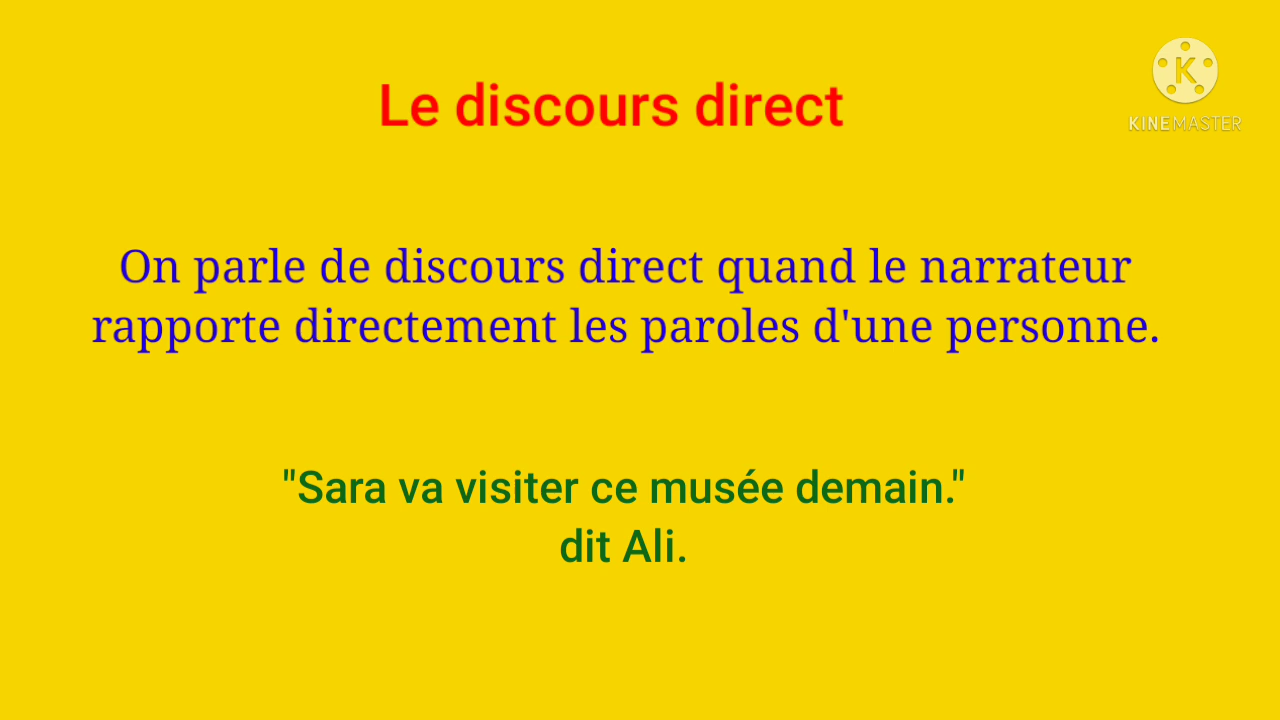 Le discours direct
K
KINEMASTER
On parle de discours direct quand le narrateur
rapporte directement les paroles d'une personne.
"Sara va visiter ce musée demain."
dit Ali.